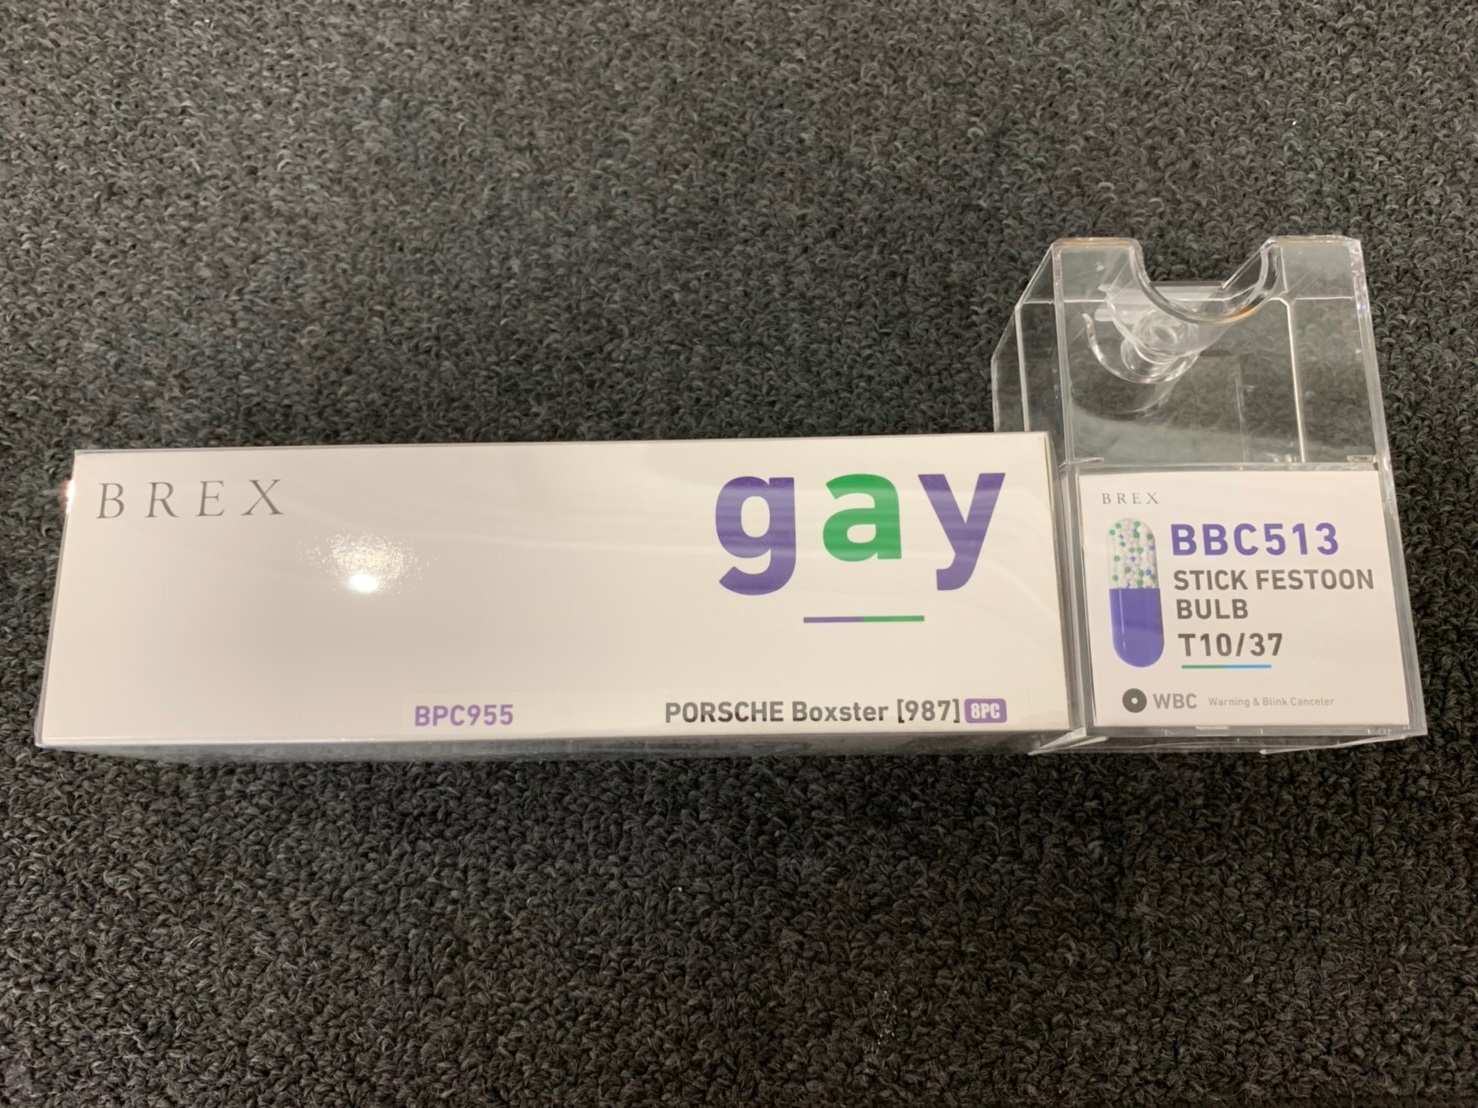 BREX
gay
BPC955
PORSCHE Boxster [987] 8PC
BREX
BBC513
STICK FESTOON
BULB
T10/37
WBC Warning & Blink Canceler